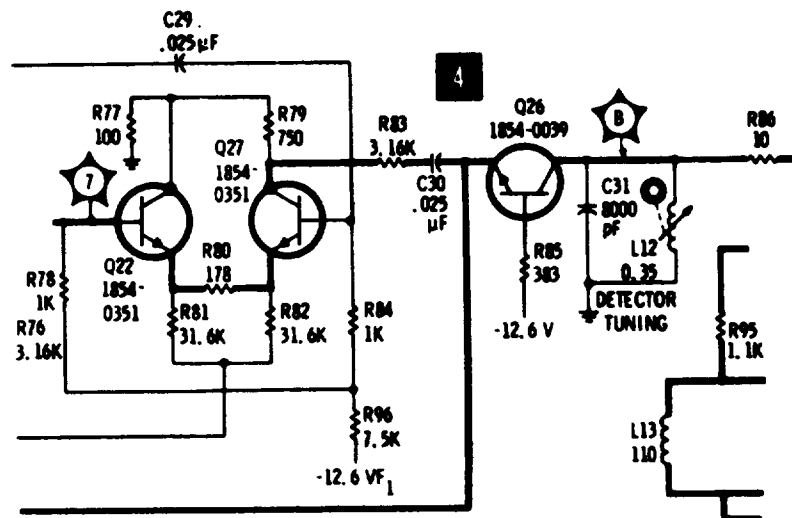 C29
.025μF
4
Q26
1854-0039
B
R86
10
R77
100
R79
750
R83
3.16K
Q27
1854-
0351
7
C30
.025
μF
C31
8000
pF
R85
383
L12
0.35
DETECTOR
TUNING
-12.6 V
Q22
1854-
0351
R80
178
R78
1K
R76
3.16K
R81
31.6K
R82
31.6K
R84
1K
R95
1.1K
R96
7.5K
L13
110
-12.6 VF1